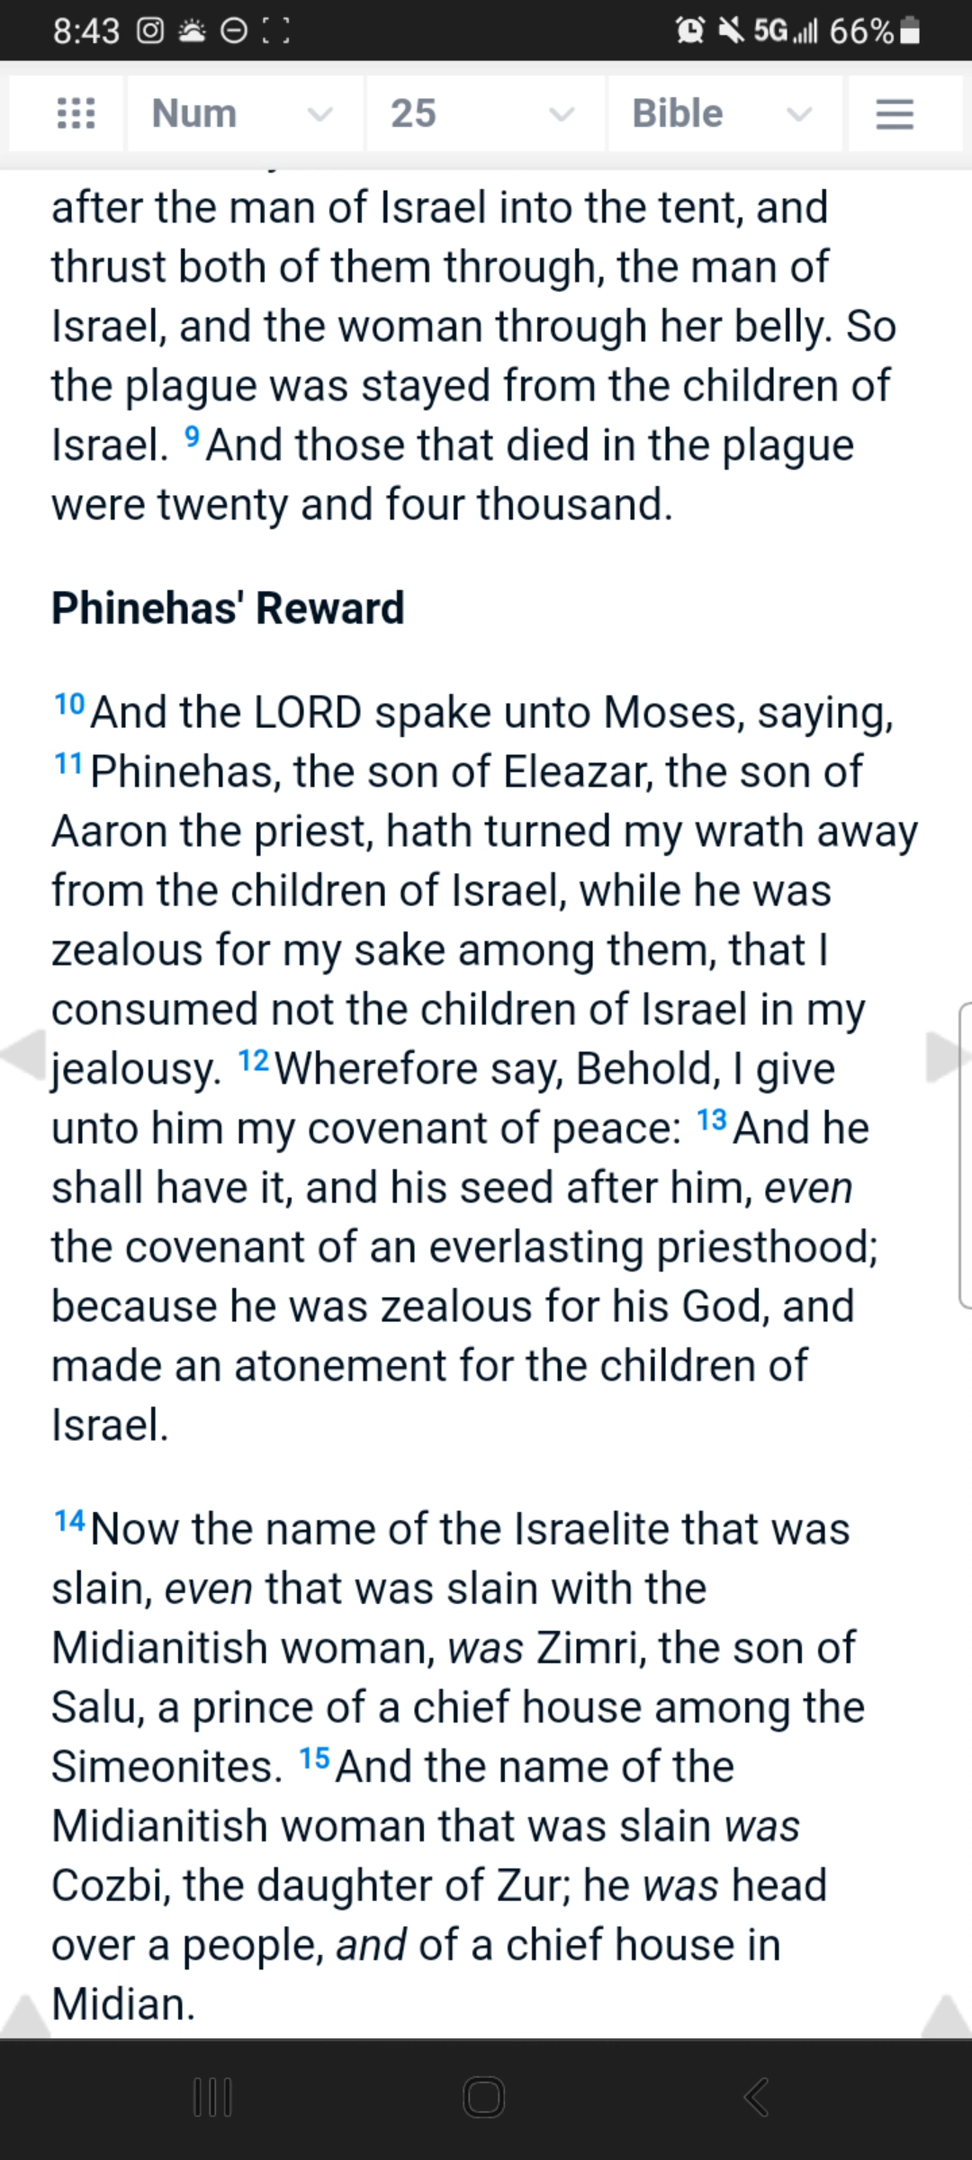 8:43 5G 66%
Num 25 Bible
after the man of Israel into the tent, and
thrust both of them through, the man of
Israel, and the woman through her belly. So
the plague was stayed from the children of
Israel. 9 And those that died in the plague
were twenty and four thousand.
Phinehas' Reward
10 And the LORD spake unto Moses, saying,
11 Phinehas, the son of Eleazar, the son of
Aaron the priest, hath turned my wrath away
from the children of Israel, while he was
zealous for my sake among them, that I
consumed not the children of Israel in my
jealousy. 12 Wherefore say, Behold, I give
unto him my covenant of peace: 13 And he
shall have it, and his seed after him, even
the covenant of an everlasting priesthood;
because he was zealous for his God, and
made an atonement for the children of
Israel.
14 Now the name of the Israelite that was
slain, even that was slain with the
Midianitish woman, was Zimri, the son of
Salu, a prince of a chief house among the
Simeonites. 15 And the name of the
Midianitish woman that was slain was
Cozbi, the daughter of Zur; he was head
over a people, and of a chief house in
Midian.